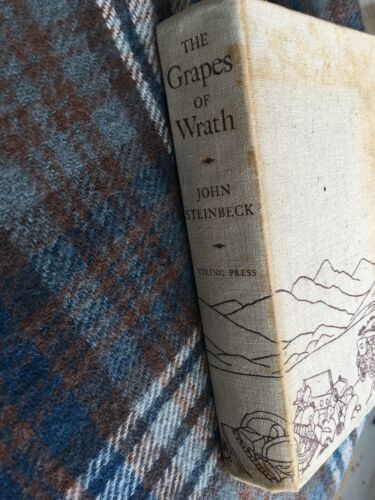 THE
Grapes
OF
Wrath
JOHN
STEINBECK
VIKING PRESS